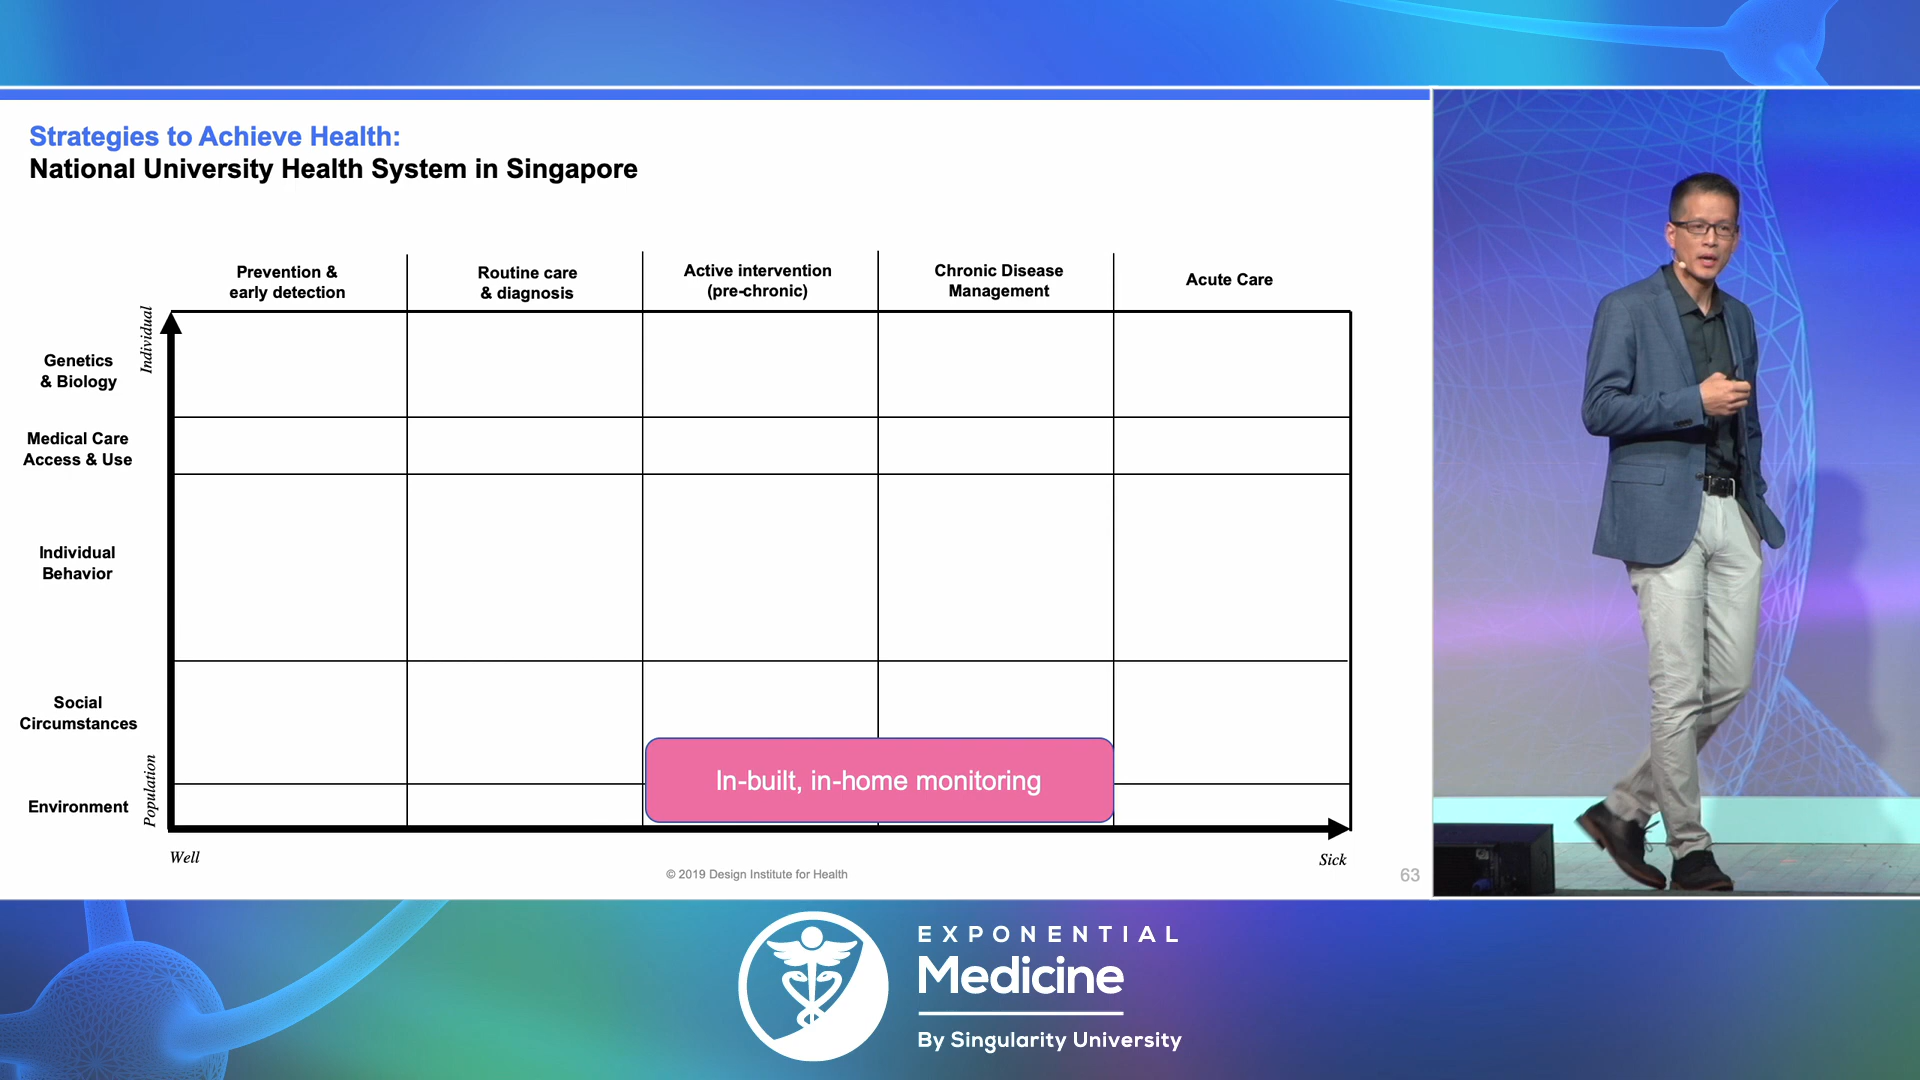 Strategies to Achieve Health:
National University Health System in Singapore
Prevention &
early detection
Routine care
& diagnosis
Active intervention
(pre-chronic)
Chronic Disease
Management
Acute Care
Individual
Genetics
& Biology
Medical Care
Access & Use
Individual
Behavior
Social
Circumstances
Population
Environment
In-built, in-home monitoring
Well
Sick
© 2019 Design Institute for Health
63
EXPONENTIAL
Medicine
By Singularity University